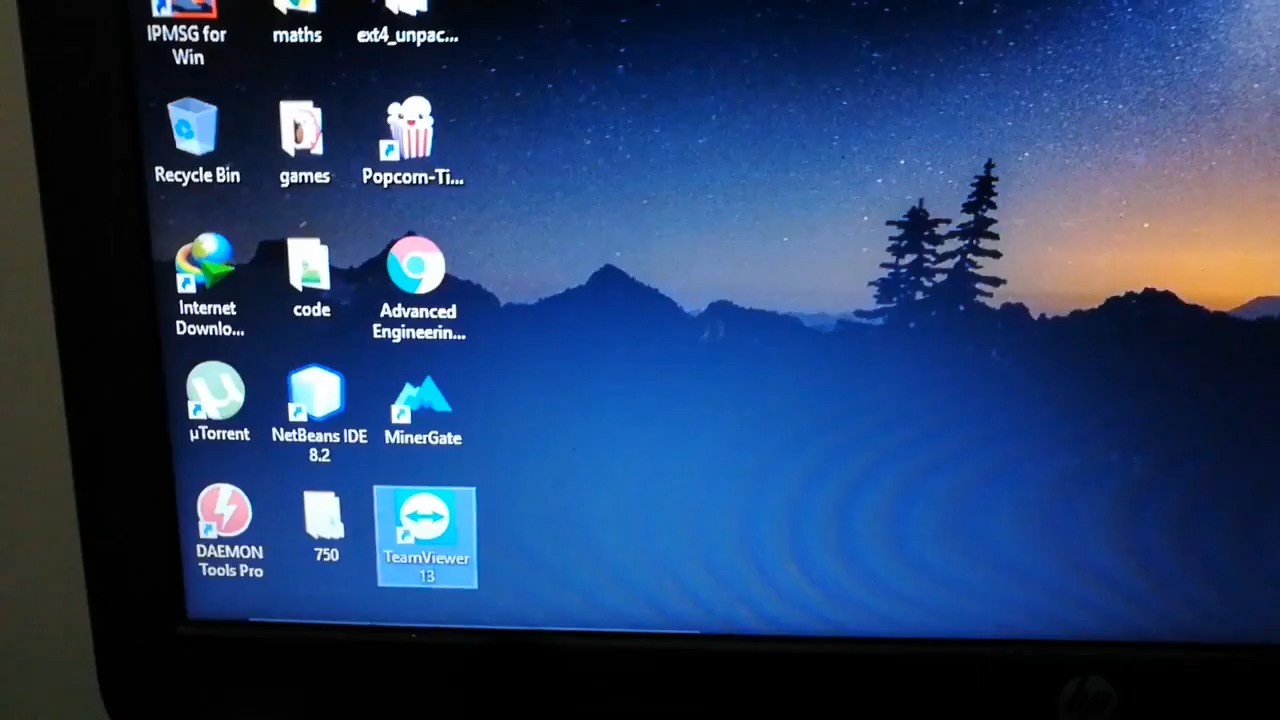 IPMSG for
Win
maths
ext4_unpac...
Recycle Bin
games
Popcorn-Ti...
Internet
Downlo...
code
Advanced
Engineerin...
µTorrent
NetBeans IDE
8.2
MinerGate
DAEMON
Tools Pro
750
TeamViewer
13
hp